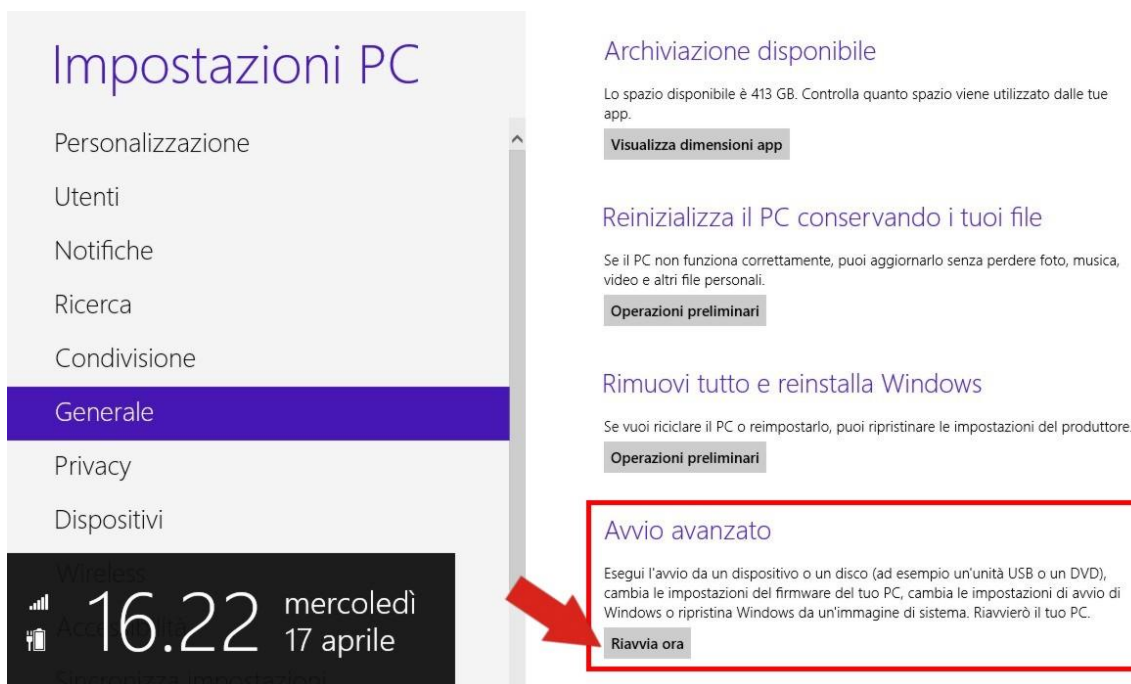 Impostazioni PC
Personalizzazione
Utenti
Notifiche
Ricerca
Condivisione
Generale
Privacy
Dispositivi
Wireless
Accessibilità
Sincronizza impostazioni
16.22
mercoledì
17 aprile
Archiviazione disponibile
Lo spazio disponibile è 413 GB. Controlla quanto spazio viene utilizzato dalle tue
app.
Visualizza dimensioni app
Reinizializza il PC conservando i tuoi file
Se il PC non funziona correttamente, puoi aggiornarlo senza perdere foto, musica,
video e altri file personali.
Operazioni preliminari
Rimuovi tutto e reinstalla Windows
Se vuoi riciclare il PC o reimpostarlo, puoi ripristinare le impostazioni del produttore.
Operazioni preliminari
Avvio avanzato
Esegui l'avvio da un dispositivo o un disco (ad esempio un'unità USB o un DVD),
cambia le impostazioni del firmware del tuo PC, cambia le impostazioni di avvio di
Windows o ripristina Windows da un'immagine di sistema. Riavvierò il tuo PC.
Riavvia ora